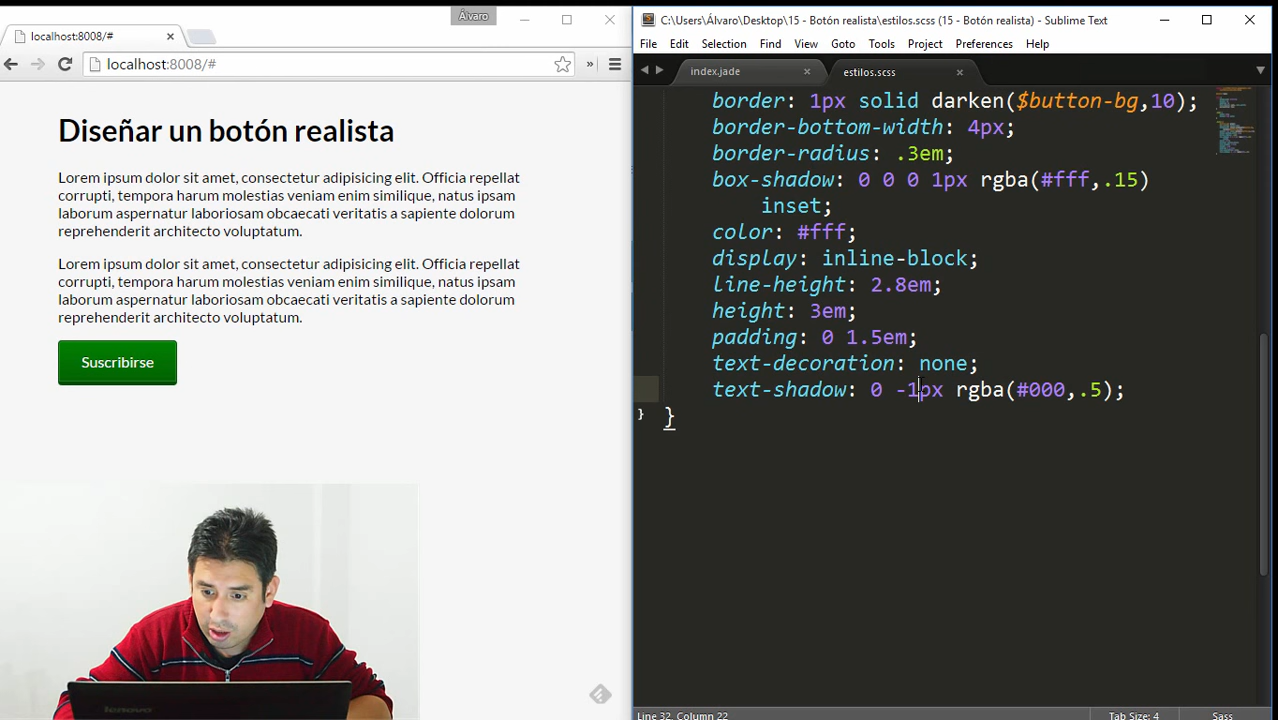 Álvaro
localhost:8008/#
localhost:8008/#
»
Diseñar un botón realista
Lorem ipsum dolor sit amet, consectetur adipisicing elit. Officia repellat
corrupti, tempora harum molestias veniam enim similique, natus ipsum
laborum aspernatur laboriosam obcaecati veritatis a sapiente dolorum
reprehenderit architecto voluptatum.
Lorem ipsum dolor sit amet, consectetur adipisicing elit. Officia repellat
corrupti, tempora harum molestias veniam enim similique, natus ipsum
laborum aspernatur laboriosam obcaecati veritatis a sapiente dolorum
reprehenderit architecto voluptatum.
Suscribirse
lenovo
C:\Users\Álvaro\Desktop\15 - Botón realista\estilos.scss (15 - Botón realista) - Sublime Text
File Edit Selection Find View Goto Tools Project Preferences Help
index.jade estilos.scss
border: 1px solid darken($button-bg,10);
border-bottom-width: 4px;
border-radius: .3em;
box-shadow: 0 0 0 1px rgba(#fff,.15)
inset;
color: #fff;
display: inline-block;
line-height: 2.8em;
height: 3em;
padding: 0 1.5em;
text-decoration: none;
text-shadow: 0 -1px rgba(#000,.5);
} }
Line 32, Column 22 Tab Size: 4 Sass